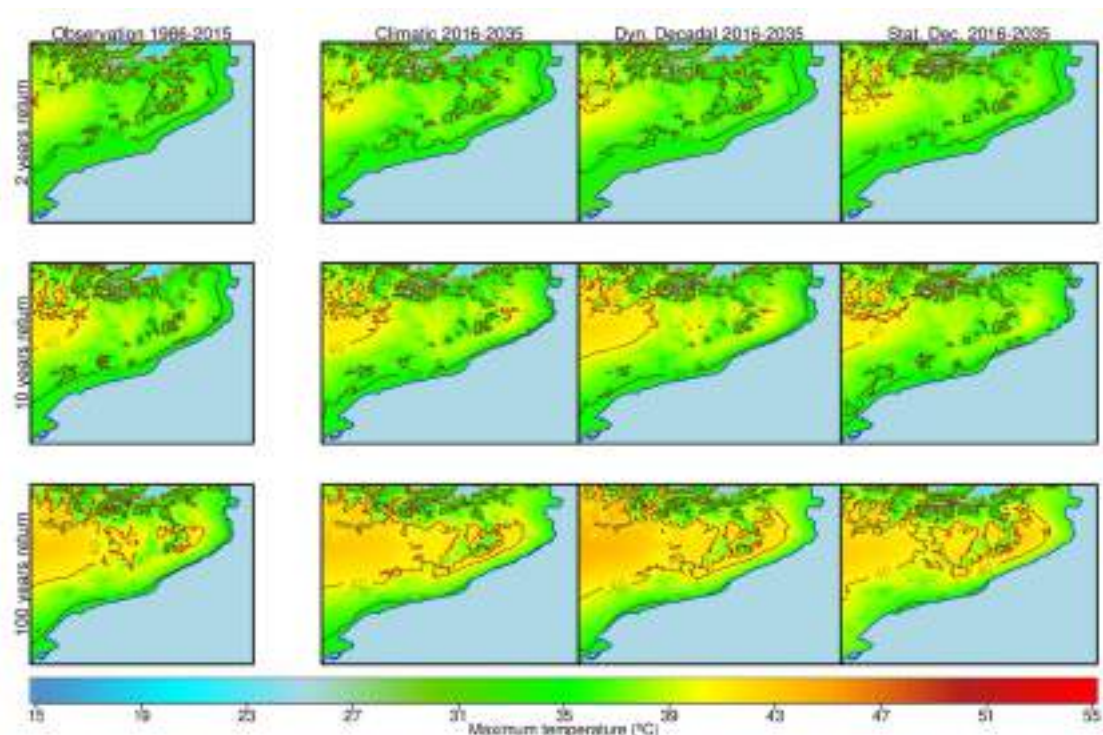 Observation 1986-2015
Climatic 2016-2035
Dyn. Decadal 2016-2035
Stat. Dec. 2016-2035
2 years return
10 years return
100 years return
15 19 23 27 31 35 39 43 47 51 55
Maximum temperature (ºC)